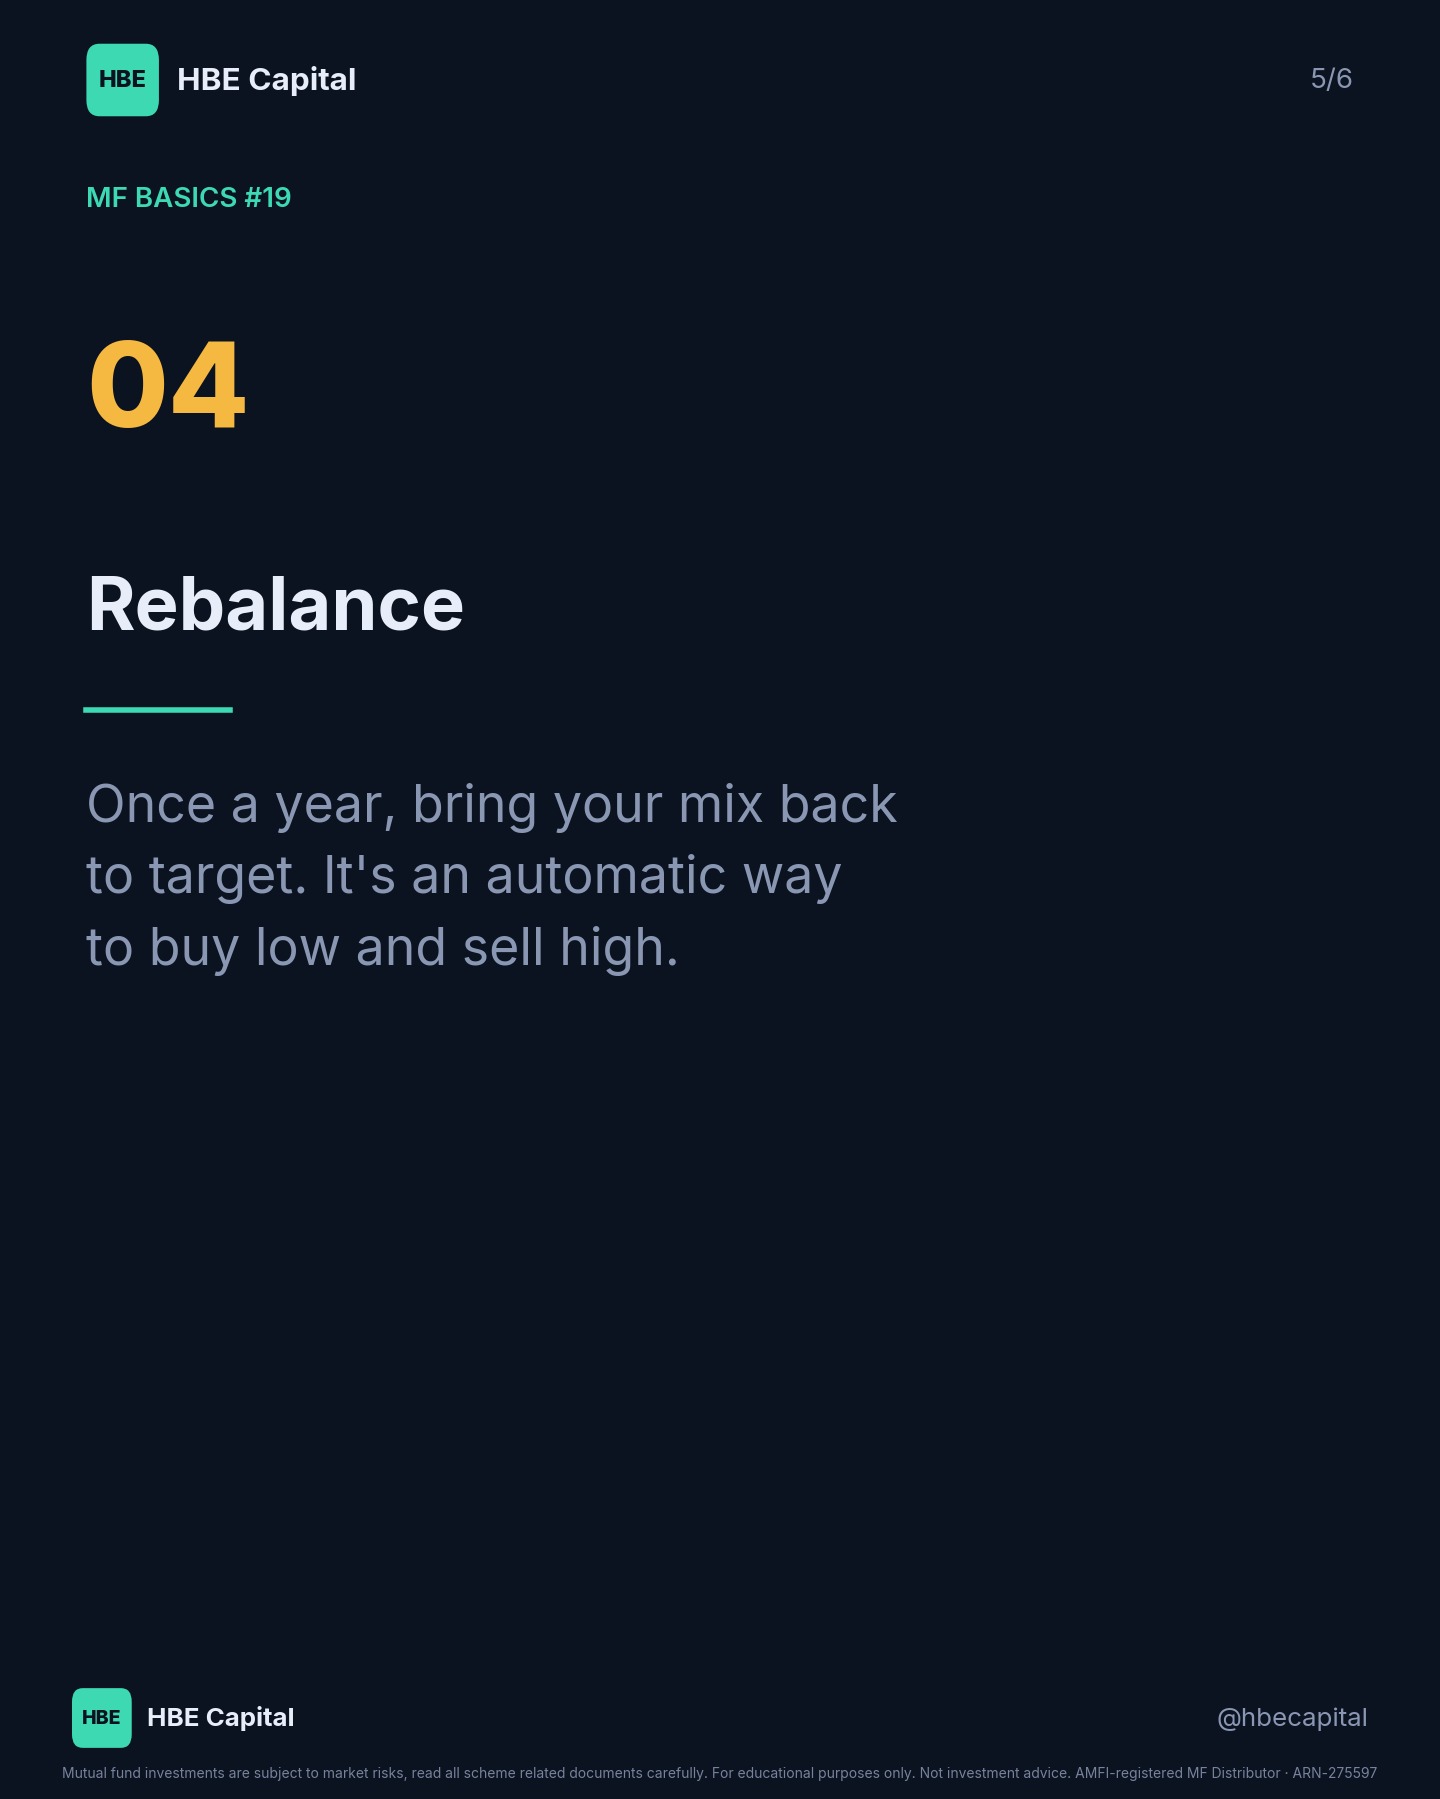 HBE
HBE Capital
5/6
MF BASICS #19
04
Rebalance
Once a year, bring your mix back
to target. It's an automatic way
to buy low and sell high.
HBE
HBE Capital
@hbecapital
Mutual fund investments are subject to market risks, read all scheme related documents carefully. For educational purposes only. Not investment advice. AMFI-registered MF Distributor · ARN-275597